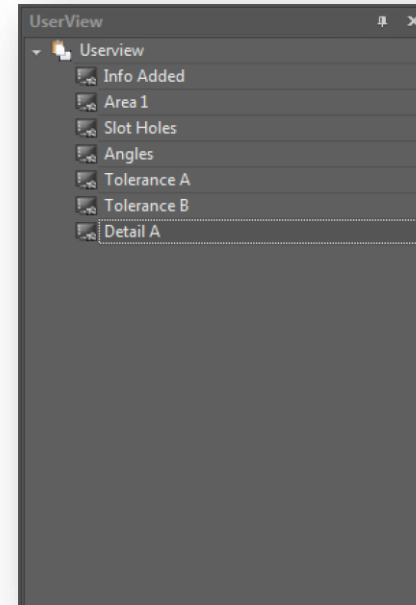 UserView
Userview
Info Added
Area 1
Slot Holes
Angles
Tolerance A
Tolerance B
Detail A